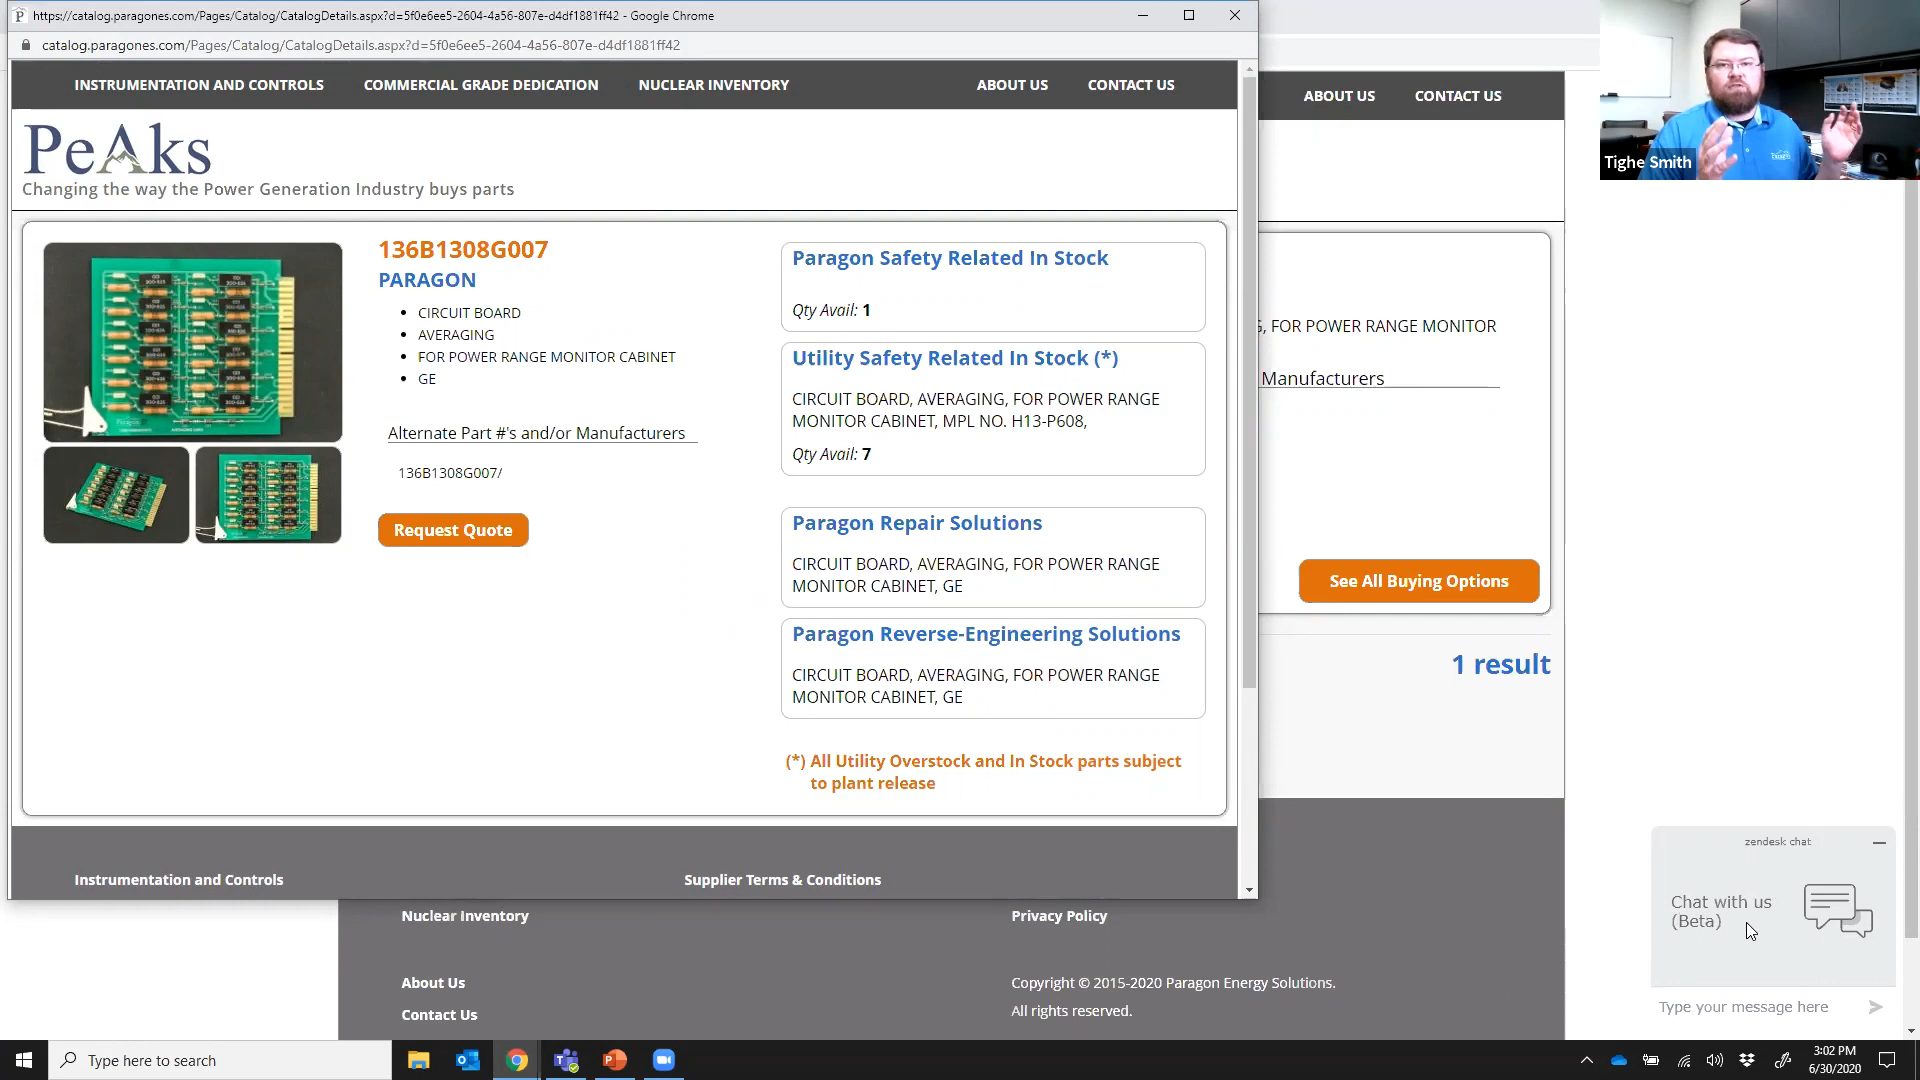 https://catalog.paragones.com/Pages/Catalog/CatalogDetails.aspx?d=5f0e6ee5-2604-4a56-807e-d4df1881ff42 - Google Chrome
catalog.paragones.com/Pages/Catalog/CatalogDetails.aspx?d=5f0e6ee5-2604-4a56-807e-d4df1881ff42
INSTRUMENTATION AND CONTROLS
COMMERCIAL GRADE DEDICATION
NUCLEAR INVENTORY
ABOUT US
CONTACT US
PeAks
Changing the way the Power Generation Industry buys parts
136B1308G007
PARAGON
CIRCUIT BOARD
AVERAGING
FOR POWER RANGE MONITOR CABINET
GE
Alternate Part #'s and/or Manufacturers
136B1308G007/
Request Quote
Paragon Safety Related In Stock
Qty Avail: 1
Utility Safety Related In Stock (*)
CIRCUIT BOARD, AVERAGING, FOR POWER RANGE
MONITOR CABINET, MPL NO. H13-P608,
Qty Avail: 7
Paragon Repair Solutions
CIRCUIT BOARD, AVERAGING, FOR POWER RANGE
MONITOR CABINET, GE
Paragon Reverse-Engineering Solutions
CIRCUIT BOARD, AVERAGING, FOR POWER RANGE
MONITOR CABINET, GE
(*) All Utility Overstock and In Stock parts subject
to plant release
Instrumentation and Controls
Supplier Terms & Conditions
ABOUT US
CONTACT US
, FOR POWER RANGE MONITOR
Manufacturers
See All Buying Options
1 result
Nuclear Inventory
Privacy Policy
About Us
Contact Us
Copyright © 2015-2020 Paragon Energy Solutions.
All rights reserved.
Tighe Smith
zendesk chat
Chat with us
(Beta)
Type your message here
Type here to search
3:02 PM
6/30/2020